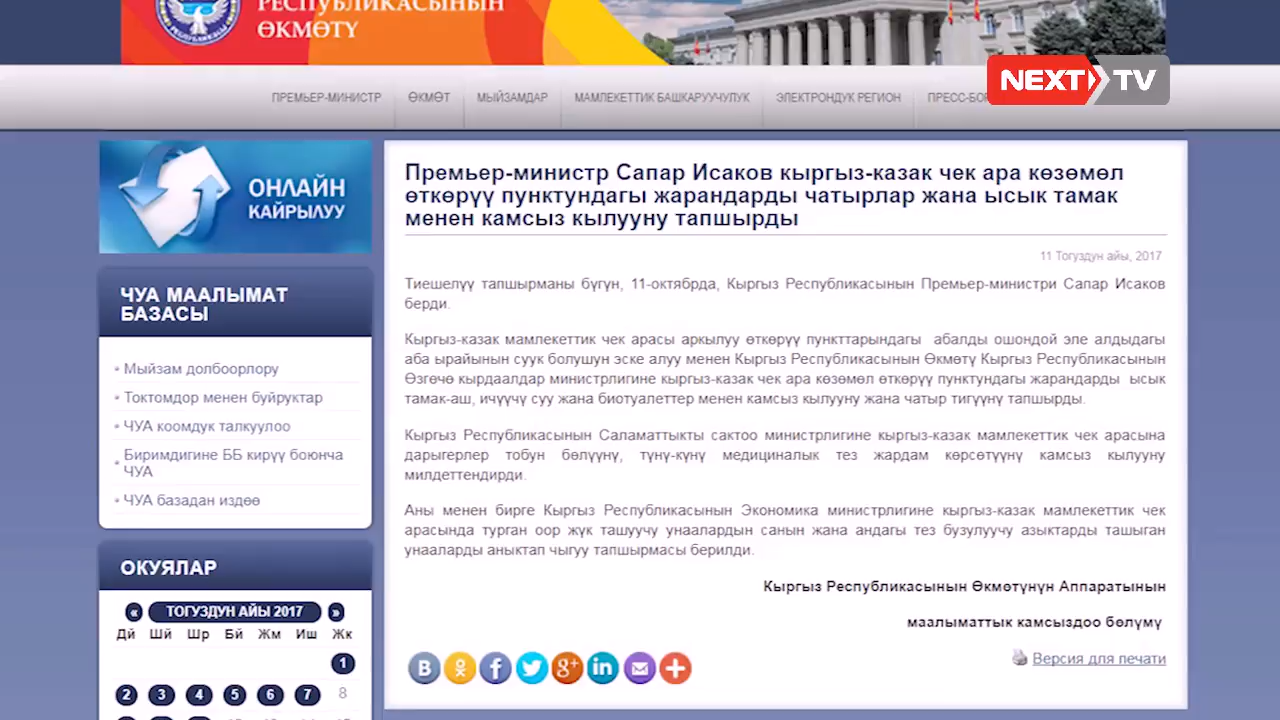 РЕСПУБЛИКАСЫНЫН
ӨКМӨТҮ
NEXT TV
ПРЕМЬЕР-МИНИСТР
ӨКМӨТ
МЫЙЗАМДАР
МАМЛЕКЕТТИК БАШКАРУУЧУЛУК
ЭЛЕКТРОНДУК РЕГИОН
ПРЕСС-БОР
ОНЛАЙН
КАЙРЫЛУУ
ЧУА МААЛЫМАТ
БАЗАСЫ
Мыйзам долбоорлору
Токтомдор менен буйруктар
ЧУА коомдук талкуулоо
Биримдигине ББ кирүү боюнча
ЧУА
ЧУА базадан издөө
ОКУЯЛАР
« ТОГУЗДУН АЙЫ 2017 »
Дй Шй Шр Бй Жм Иш Жк
1
2 3 4 5 6 7 8
Премьер-министр Сапар Исаков кыргыз-казак чек ара көзөмөл
өткөрүү пунктундагы жарандарды чатырлар жана ысык тамак
менен камсыз кылууну тапшырды
11 Тогуздун айы, 2017
Тиешелүү тапшырманы бүгүн, 11-октябрда, Кыргыз Республикасынын Премьер-министри Сапар Исаков
берди.
Кыргыз-казак мамлекеттик чек арасы аркылуу өткөрүү пункттарындагы абалды ошондой эле алдыдагы
аба ырайынын суук болушун эске алуу менен Кыргыз Республикасынын Өкмөтү Кыргыз Республикасынын
Өзгөчө кырдаалдар министрлигине кыргыз-казак чек ара көзөмөл өткөрүү пунктундагы жарандарды ысык
тамак-аш, ичүүчү суу жана биотуалеттер менен камсыз кылууну жана чатыр тигүүнү тапшырды.
Кыргыз Республикасынын Саламаттыкты сактоо министрлигине кыргыз-казак мамлекеттик чек арасына
дарыгерлер тобун бөлүүнү, түнү-күнү медициналык тез жардам көрсөтүүнү камсыз кылууну
милдеттендирди.
Аны менен бирге Кыргыз Республикасынын Экономика министрлигине кыргыз-казак мамлекеттик чек
арасында турган оор жүк ташуучу унаалардын санын жана андагы тез бузулуучу азыктарды ташыган
унааларды аныктап чыгуу тапшырмасы берилди.
Кыргыз Республикасынын Өкмөтүнүн Аппаратынын
маалыматтык камсыздоо бөлүмү
Версия для печати